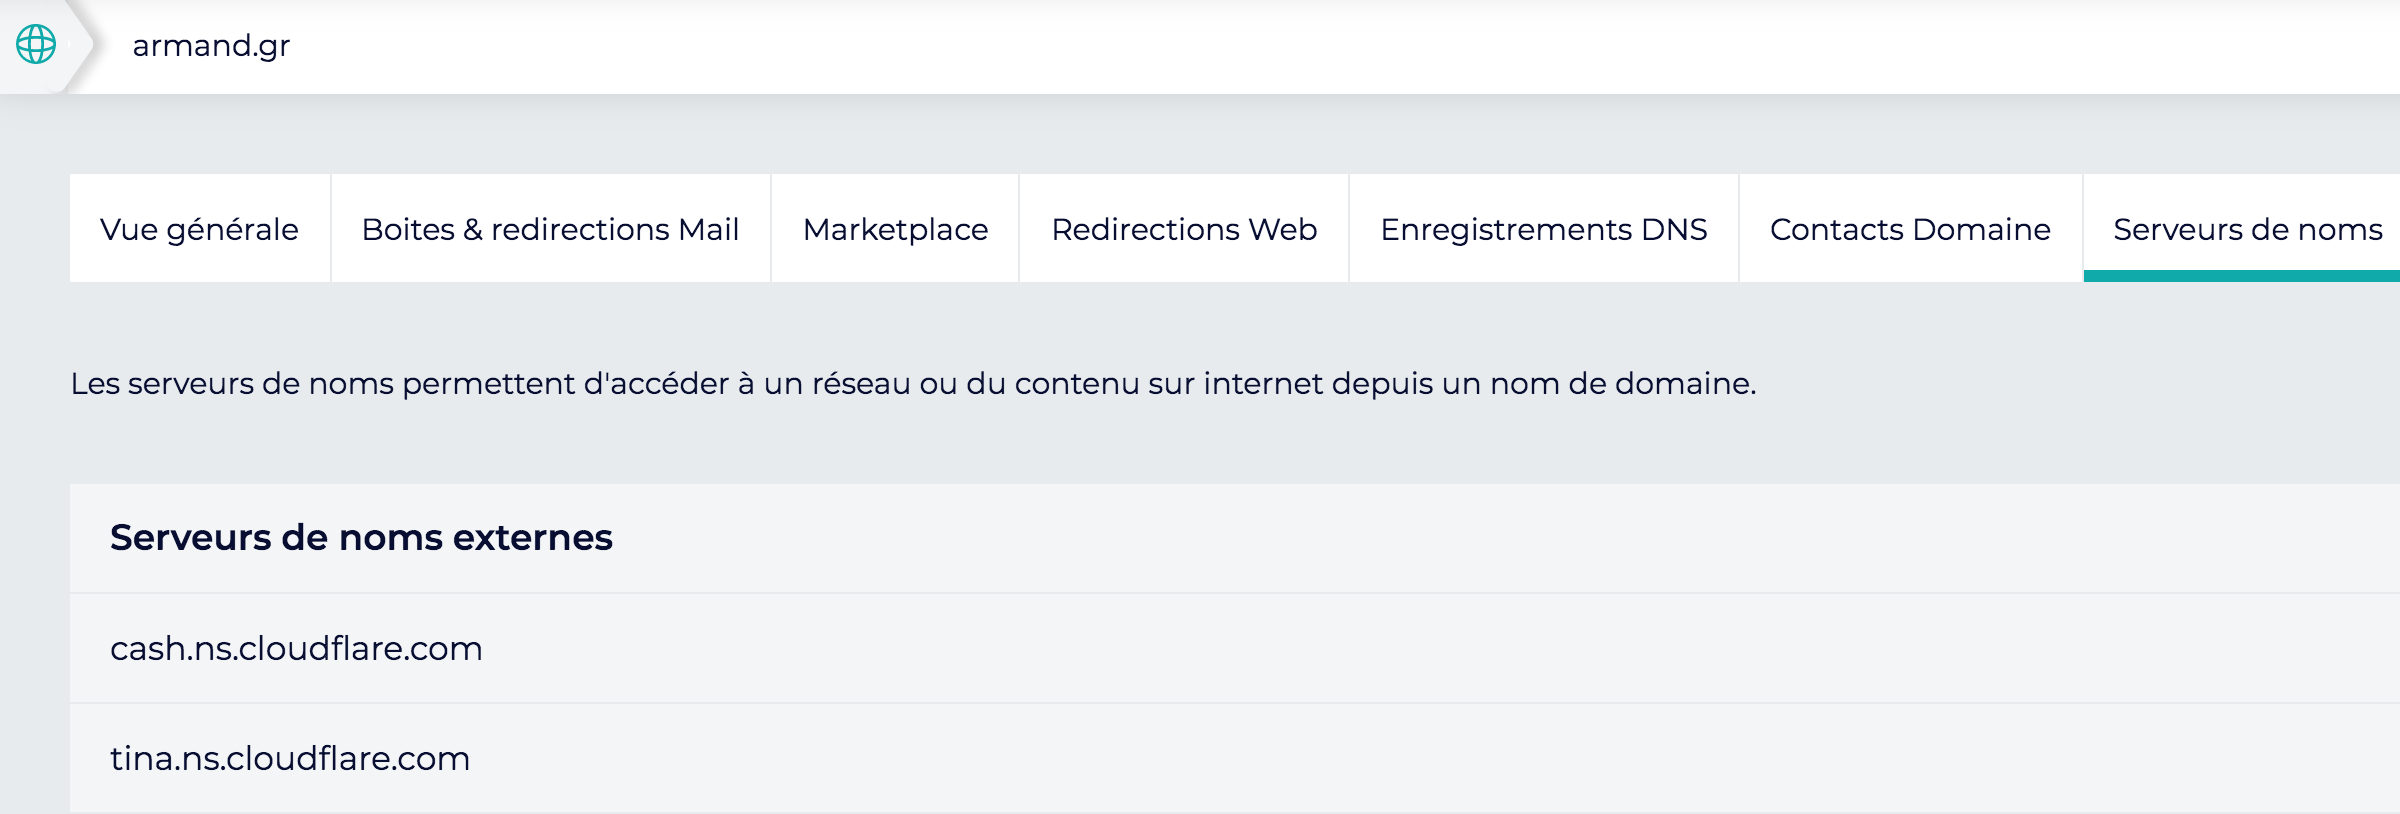 armand.gr
Vue générale
Boites & redirections Mail
Marketplace
Redirections Web
Enregistrements DNS
Contacts Domaine
Serveurs de noms
Les serveurs de noms permettent d'accéder à un réseau ou du contenu sur internet depuis un nom de domaine.
Serveurs de noms externes
cash.ns.cloudflare.com
tina.ns.cloudflare.com